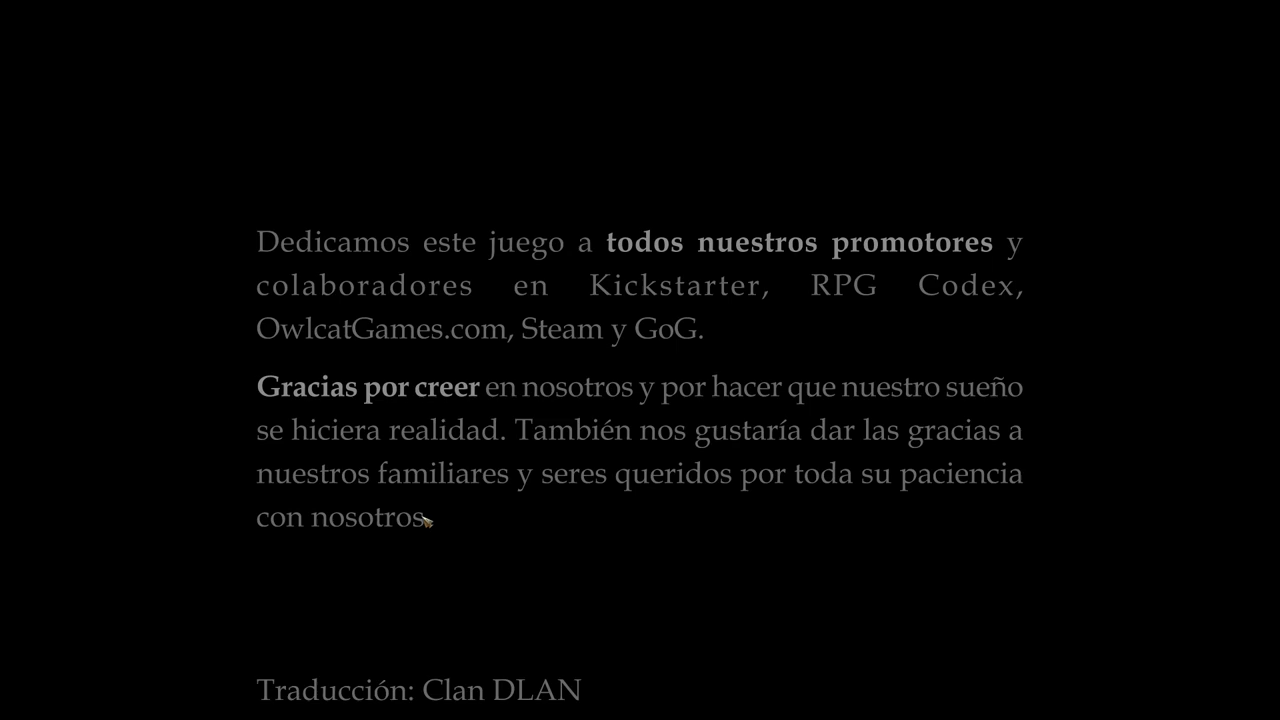 Dedicamos este juego a todos nuestros promotores y
colaboradores en Kickstarter, RPG Codex,
OwlcatGames.com, Steam y GoG.
Gracias por creer en nosotros y por hacer que nuestro sueño
se hiciera realidad. También nos gustaría dar las gracias a
nuestros familiares y seres queridos por toda su paciencia
con nosotros.
Traducción: Clan DLAN